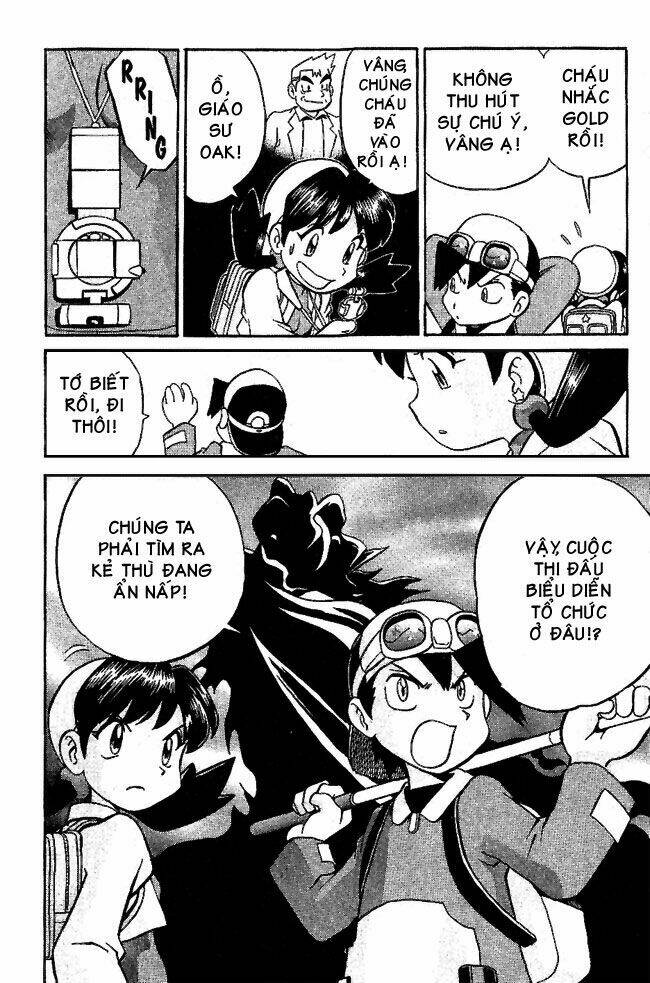 RRING
Ồ,
GIÁO
SƯ
OAK!
VÂNG,
CHÚNG
CHÁU
ĐÃ
VÀO
RỒI Ạ!
KHÔNG
THU HÚT
SỰ CHÚ Ý,
VÂNG Ạ!
CHÁU
NHẮC
GOLD
RỒI!
TỚ BIẾT
RỒI, ĐI
THÔI!
CHÚNG TA
PHẢI TÌM RA
KẺ THÙ ĐANG
ẨN NẤP!
VẬY, CUỘC
THI ĐẤU
BIỂU DIỄN
TỔ CHỨC
Ở ĐÂU!?